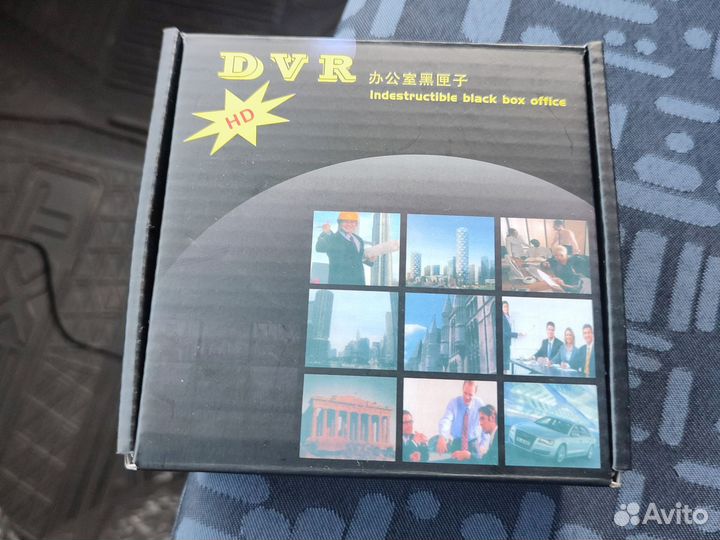 DVR
办公室黑匣子
Indestructible black box office
HD
Avito